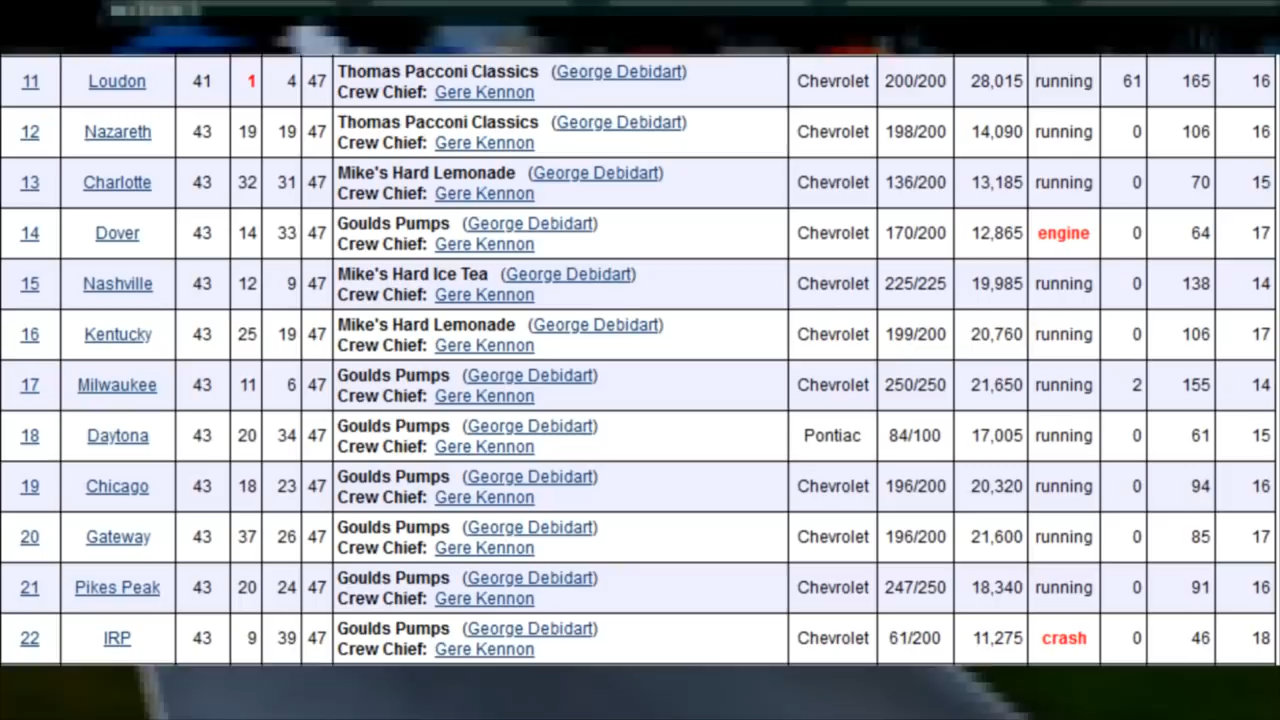 11 Loudon 41 1 4 47 Thomas Pacconi Classics (George Debidart) Chevrolet 200/200 28,015 running 61 165 16
Crew Chief: Gere Kennon
12 Nazareth 43 19 19 47 Thomas Pacconi Classics (George Debidart) Chevrolet 198/200 14,090 running 0 106 16
Crew Chief: Gere Kennon
13 Charlotte 43 32 31 47 Mike's Hard Lemonade (George Debidart) Chevrolet 136/200 13,185 running 0 70 15
Crew Chief: Gere Kennon
14 Dover 43 14 33 47 Goulds Pumps (George Debidart) Chevrolet 170/200 12,865 engine 0 64 17
Crew Chief: Gere Kennon
15 Nashville 43 12 9 47 Mike's Hard Ice Tea (George Debidart) Chevrolet 225/225 19,985 running 0 138 14
Crew Chief: Gere Kennon
16 Kentucky 43 25 19 47 Mike's Hard Lemonade (George Debidart) Chevrolet 199/200 20,760 running 0 106 17
Crew Chief: Gere Kennon
17 Milwaukee 43 11 6 47 Goulds Pumps (George Debidart) Chevrolet 250/250 21,650 running 2 155 14
Crew Chief: Gere Kennon
18 Daytona 43 20 34 47 Goulds Pumps (George Debidart) Pontiac 84/100 17,005 running 0 61 15
Crew Chief: Gere Kennon
19 Chicago 43 18 23 47 Goulds Pumps (George Debidart) Chevrolet 196/200 20,320 running 0 94 16
Crew Chief: Gere Kennon
20 Gateway 43 37 26 47 Goulds Pumps (George Debidart) Chevrolet 196/200 21,600 running 0 85 17
Crew Chief: Gere Kennon
21 Pikes Peak 43 20 24 47 Goulds Pumps (George Debidart) Chevrolet 247/250 18,340 running 0 91 16
Crew Chief: Gere Kennon
22 IRP 43 9 39 47 Goulds Pumps (George Debidart) Chevrolet 61/200 11,275 crash 0 46 18
Crew Chief: Gere Kennon